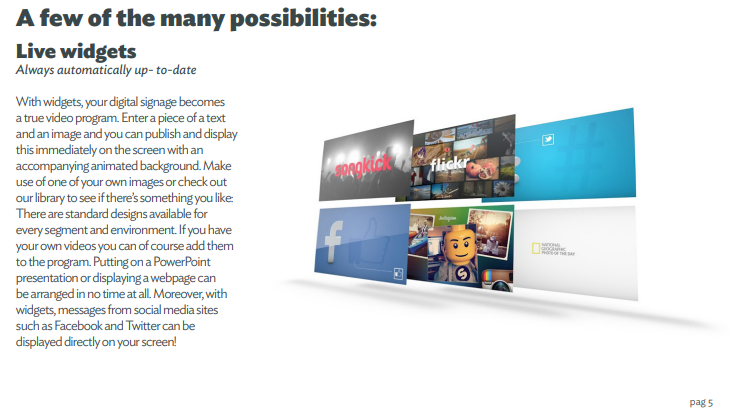 A few of the many possibilities:
Live widgets
Always automatically up- to-date
With widgets, your digital signage becomes
a true video program. Enter a piece of a text
and an image and you can publish and display
this immediately on the screen with an
accompanying animated background. Make
use of one of your own images or check out
our library to see if there's something you like:
There are standard designs available for
every segment and environment. If you have
your own videos you can of course add them
to the program. Putting on a PowerPoint
presentation or displaying a webpage can
be arranged in no time at all. Moreover, with
widgets, messages from social media sites
such as Facebook and Twitter can be
displayed directly on your screen!
songkick
flickr
f
Instagram
S
NATIONAL
GEOGRAPHIC
PHOTO OF THE DAY
pag 5